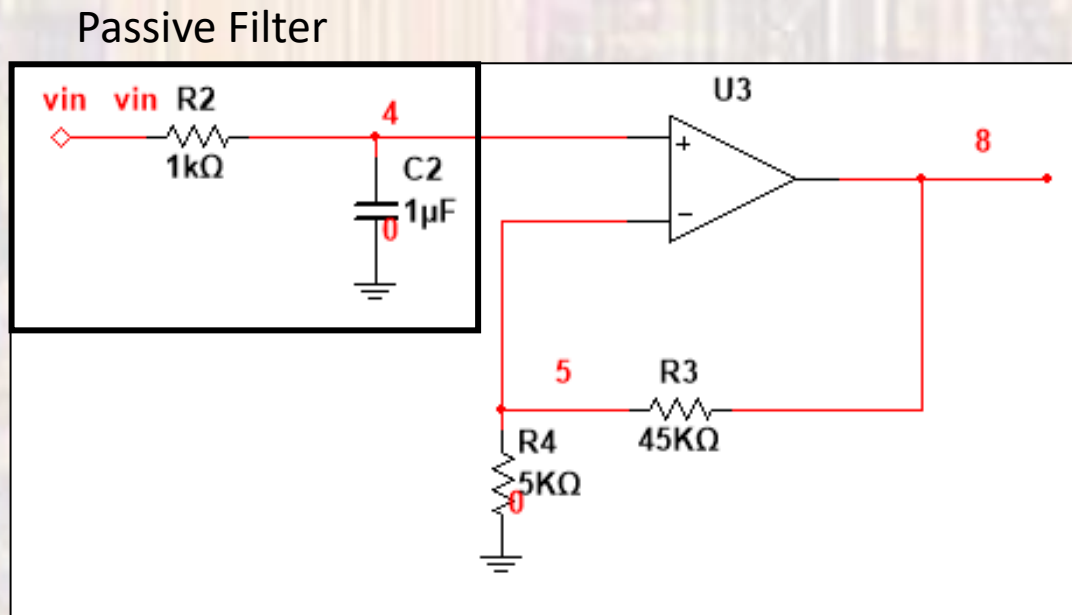 Passive Filter
vin vin R2
1kΩ
4
C2
1µF
0
U3
+
−
8
5
R3
45KΩ
R4
5KΩ
0